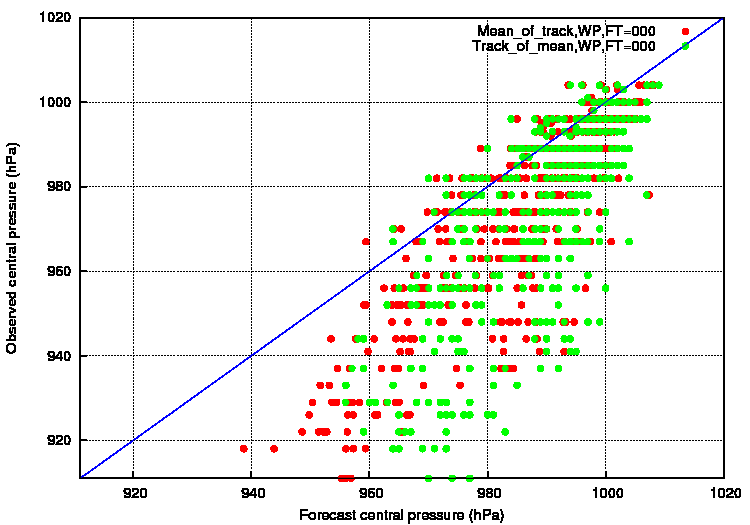 1020
1000
980
960
940
920
Observed central pressure (hPa)
Mean_of_track,WP,FT=000
Track_of_mean,WP,FT=000
920 940 960 980 1000 1020
Forecast central pressure (hPa)